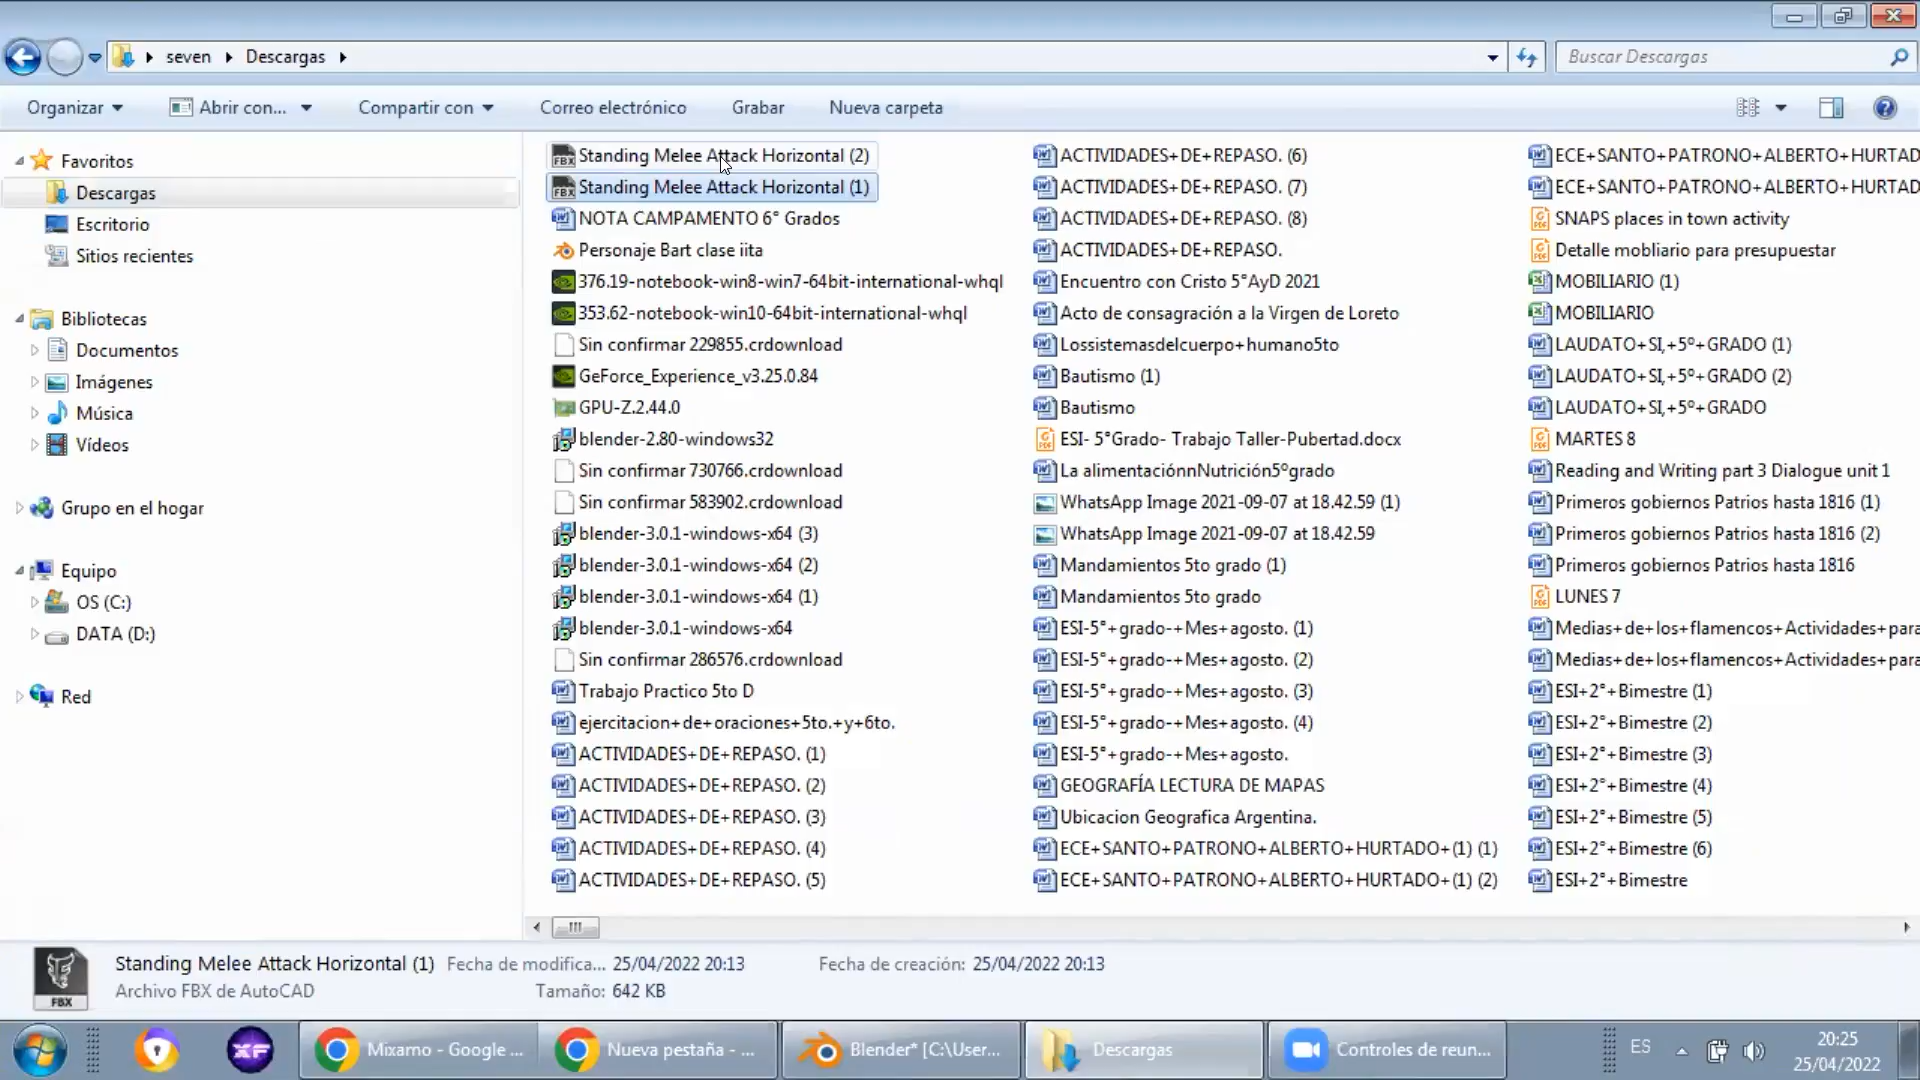 seven
Descargas
Buscar Descargas
Organizar
Abrir con...
Compartir con
Correo electrónico
Grabar
Nueva carpeta
Favoritos
Descargas
Escritorio
Sitios recientes
Bibliotecas
Documentos
Imágenes
Música
Vídeos
Grupo en el hogar
Equipo
OS (C:)
DATA (D:)
Red
Standing Melee Attack Horizontal (2)
Standing Melee Attack Horizontal (1)
NOTA CAMPAMENTO 6° Grados
Personaje Bart clase iita
376.19-notebook-win8-win7-64bit-international-whql
353.62-notebook-win10-64bit-international-whql
Sin confirmar 229855.crdownload
GeForce_Experience_v3.25.0.84
GPU-Z.2.44.0
blender-2.80-windows32
Sin confirmar 730766.crdownload
Sin confirmar 583902.crdownload
blender-3.0.1-windows-x64 (3)
blender-3.0.1-windows-x64 (2)
blender-3.0.1-windows-x64 (1)
blender-3.0.1-windows-x64
Sin confirmar 286576.crdownload
Trabajo Practico 5to D
ejercitacion+de+oraciones+5to.+y+6to.
ACTIVIDADES+DE+REPASO. (1)
ACTIVIDADES+DE+REPASO. (2)
ACTIVIDADES+DE+REPASO. (3)
ACTIVIDADES+DE+REPASO. (4)
ACTIVIDADES+DE+REPASO. (5)
ACTIVIDADES+DE+REPASO. (6)
ACTIVIDADES+DE+REPASO. (7)
ACTIVIDADES+DE+REPASO. (8)
ACTIVIDADES+DE+REPASO.
Encuentro con Cristo 5°AyD 2021
Acto de consagración a la Virgen de Loreto
Lossistemasdelcuerpo+humano5to
Bautismo (1)
Bautismo
ESI- 5°Grado- Trabajo Taller-Pubertad.docx
La alimentaciónnNutrición5ºgrado
WhatsApp Image 2021-09-07 at 18.42.59 (1)
WhatsApp Image 2021-09-07 at 18.42.59
Mandamientos 5to grado (1)
Mandamientos 5to grado
ESI-5°+grado-+Mes+agosto. (1)
ESI-5°+grado-+Mes+agosto. (2)
ESI-5°+grado-+Mes+agosto. (3)
ESI-5°+grado-+Mes+agosto. (4)
ESI-5°+grado-+Mes+agosto.
GEOGRAFÍA LECTURA DE MAPAS
Ubicacion Geografica Argentina.
ECE+SANTO+PATRONO+ALBERTO+HURTADO+(1) (1)
ECE+SANTO+PATRONO+ALBERTO+HURTADO+(1) (2)
ECE+SANTO+PATRONO+ALBERTO+HURTAD
ECE+SANTO+PATRONO+ALBERTO+HURTAD
SNAPS places in town activity
Detalle mobliario para presupuestar
MOBILIARIO (1)
MOBILIARIO
LAUDATO+SI,+5º+GRADO (1)
LAUDATO+SI,+5º+GRADO (2)
LAUDATO+SI,+5º+GRADO
MARTES 8
Reading and Writing part 3 Dialogue unit 1
Primeros gobiernos Patrios hasta 1816 (1)
Primeros gobiernos Patrios hasta 1816 (2)
Primeros gobiernos Patrios hasta 1816
LUNES 7
Medias+de+los+flamencos+Actividades+para
Medias+de+los+flamencos+Actividades+para
ESI+2°+Bimestre (1)
ESI+2°+Bimestre (2)
ESI+2°+Bimestre (3)
ESI+2°+Bimestre (4)
ESI+2°+Bimestre (5)
ESI+2°+Bimestre (6)
ESI+2°+Bimestre
FBX
Standing Melee Attack Horizontal (1) Fecha de modifica... 25/04/2022 20:13 Fecha de creación: 25/04/2022 20:13
Archivo FBX de AutoCAD Tamaño: 642 KB
XF
Mixamo - Google ...
Nueva pestaña - ...
Blender* [C:\User...
Descargas
Controles de reun...
ES
20:25
25/04/2022